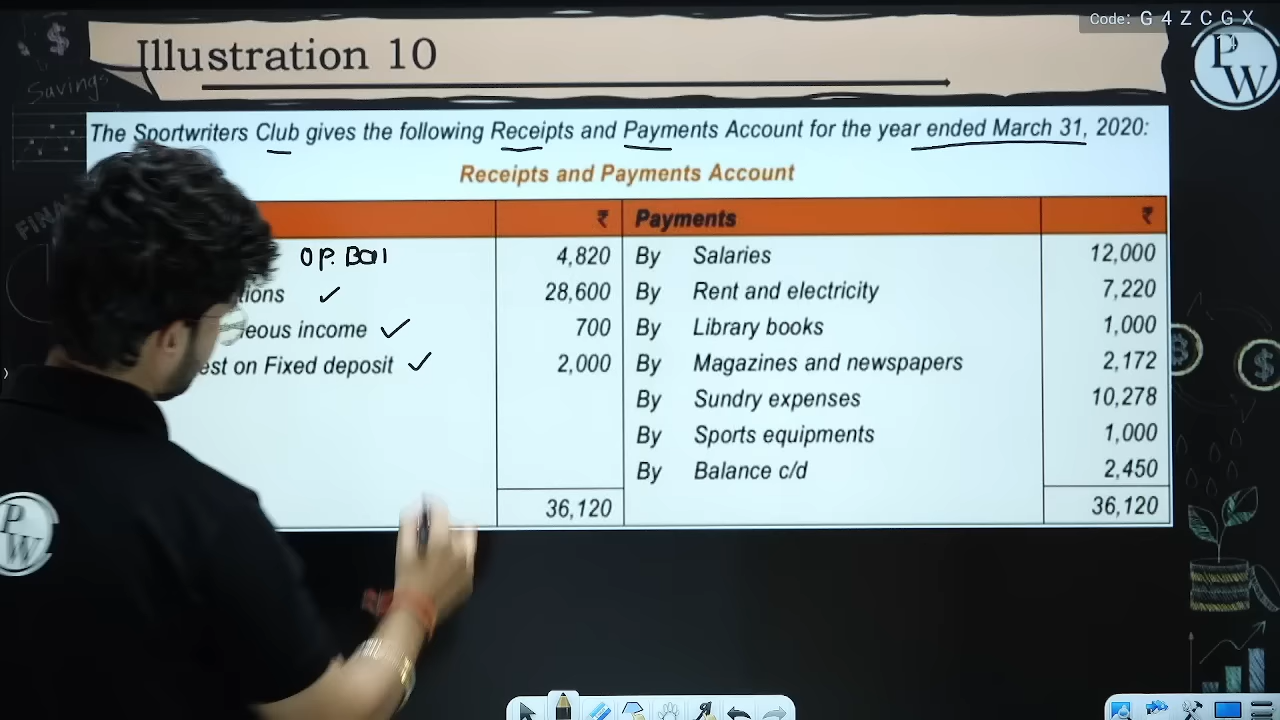 Code: G 4 Z C G X
Illustration 10
P
W
Savings
$
The Sportwriters Club gives the following Receipts and Payments Account for the year ended March 31, 2020:
Receipts and Payments Account
₹ Payments ₹
Op. Bal 4,820 By Salaries 12,000
tions ✓ 28,600 By Rent and electricity 7,220
eous income ✓ 700 By Library books 1,000
est on Fixed deposit ✓ 2,000 By Magazines and newspapers 2,172
By Sundry expenses 10,278
By Sports equipments 1,000
By Balance c/d 2,450
36,120 36,120
P
W